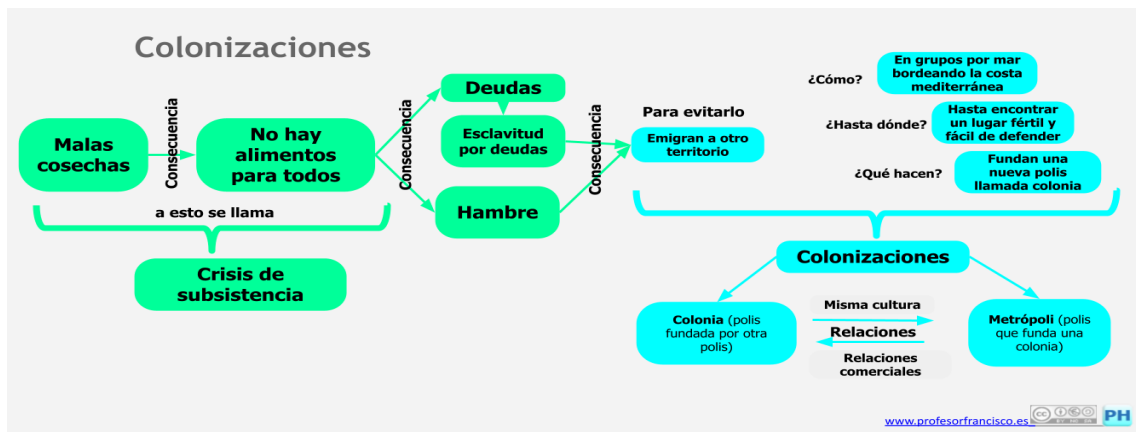 Colonizaciones
Malas
cosechas
Consecuencia
No hay
alimentos
para todos
a esto se llama
Crisis de
subsistencia
Consecuencia
Deudas
Esclavitud
por deudas
Hambre
Consecuencia
Para evitarlo
Emigran a otro
territorio
¿Cómo?
En grupos por mar
bordeando la costa
mediterránea
¿Hasta dónde?
Hasta encontrar
un lugar fértil y
fácil de defender
¿Qué hacen?
Fundan una
nueva polis
llamada colonia
Colonizaciones
Colonia (polis
fundada por otra
polis)
Misma cultura
Relaciones
Relaciones
comerciales
Metrópoli (polis
que funda una
colonia)
www.profesorfrancisco.es
PH